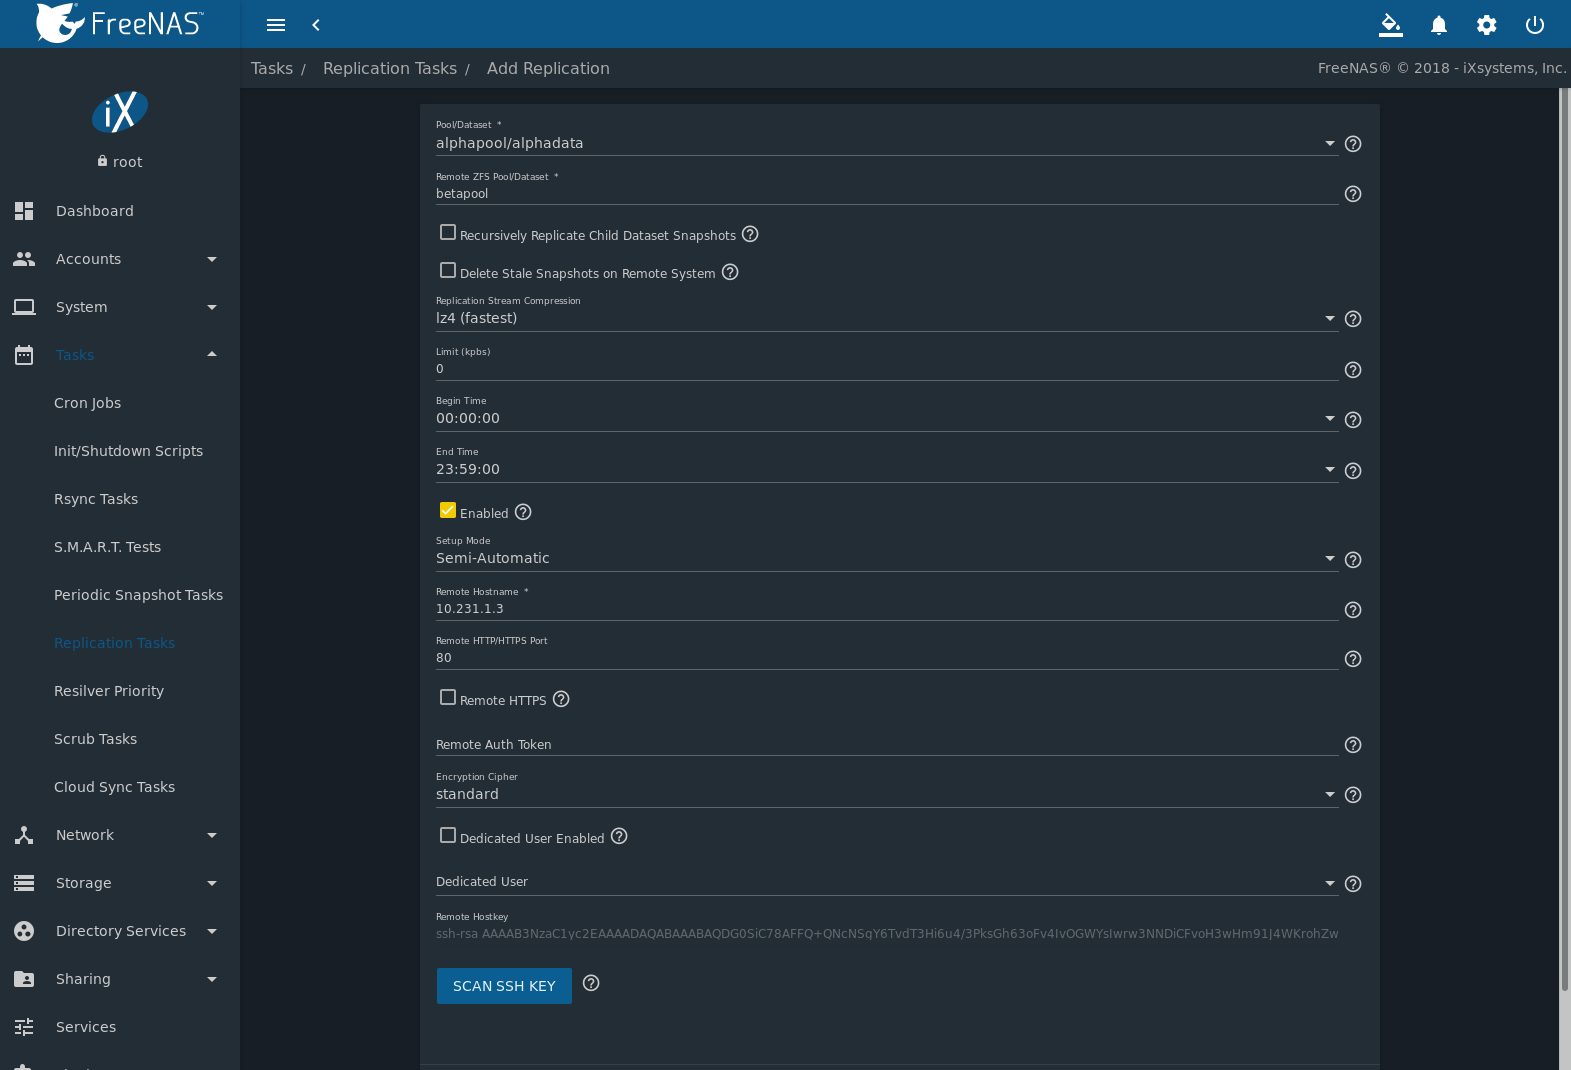 FreeNAS™
Tasks / Replication Tasks / Add Replication
FreeNAS® © 2018 - iXsystems, Inc.
iX
root
Dashboard
Accounts
System
Tasks
Cron Jobs
Init/Shutdown Scripts
Rsync Tasks
S.M.A.R.T. Tests
Periodic Snapshot Tasks
Replication Tasks
Resilver Priority
Scrub Tasks
Cloud Sync Tasks
Network
Storage
Directory Services
Sharing
Services
Pool/Dataset *
alphapool/alphadata
Remote ZFS Pool/Dataset *
betapool
Recursively Replicate Child Dataset Snapshots
Delete Stale Snapshots on Remote System
Replication Stream Compression
lz4 (fastest)
Limit (kpbs)
0
Begin Time
00:00:00
End Time
23:59:00
Enabled
Setup Mode
Semi-Automatic
Remote Hostname *
10.231.1.3
Remote HTTP/HTTPS Port
80
Remote HTTPS
Remote Auth Token
Encryption Cipher
standard
Dedicated User Enabled
Dedicated User
Remote Hostkey
ssh-rsa AAAAB3NzaC1yc2EAAAADAQABAAABAQDG0SiC78AFFQ+QNcNSqY6TvdT3Hi6u4/3PksGh63oFv4IvOGWYsIwrw3NNDiCFvoH3wHm91J4WKrohZw
SCAN SSH KEY